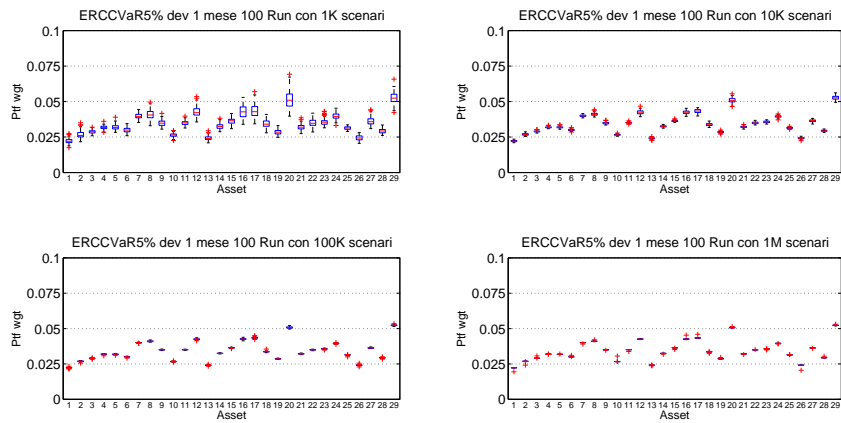 ERCCVaR5% dev 1 mese 100 Run con 1K scenari
0.1
0.075
0.05
0.025
0
Ptf wgt
1 2 3 4 5 6 7 8 9 10 11 12 13 14 15 16 17 18 19 20 21 22 23 24 25 26 27 28 29
Asset
ERCCVaR5% dev 1 mese 100 Run con 10K scenari
0.1
0.075
0.05
0.025
0
Ptf wgt
1 2 3 4 5 6 7 8 9 10 11 12 13 14 15 16 17 18 19 20 21 22 23 24 25 26 27 28 29
Asset
ERCCVaR5% dev 1 mese 100 Run con 100K scenari
0.1
0.075
0.05
0.025
0
Ptf wgt
1 2 3 4 5 6 7 8 9 10 11 12 13 14 15 16 17 18 19 20 21 22 23 24 25 26 27 28 29
Asset
ERCCVaR5% dev 1 mese 100 Run con 1M scenari
0.1
0.075
0.05
0.025
0
Ptf wgt
1 2 3 4 5 6 7 8 9 10 11 12 13 14 15 16 17 18 19 20 21 22 23 24 25 26 27 28 29
Asset